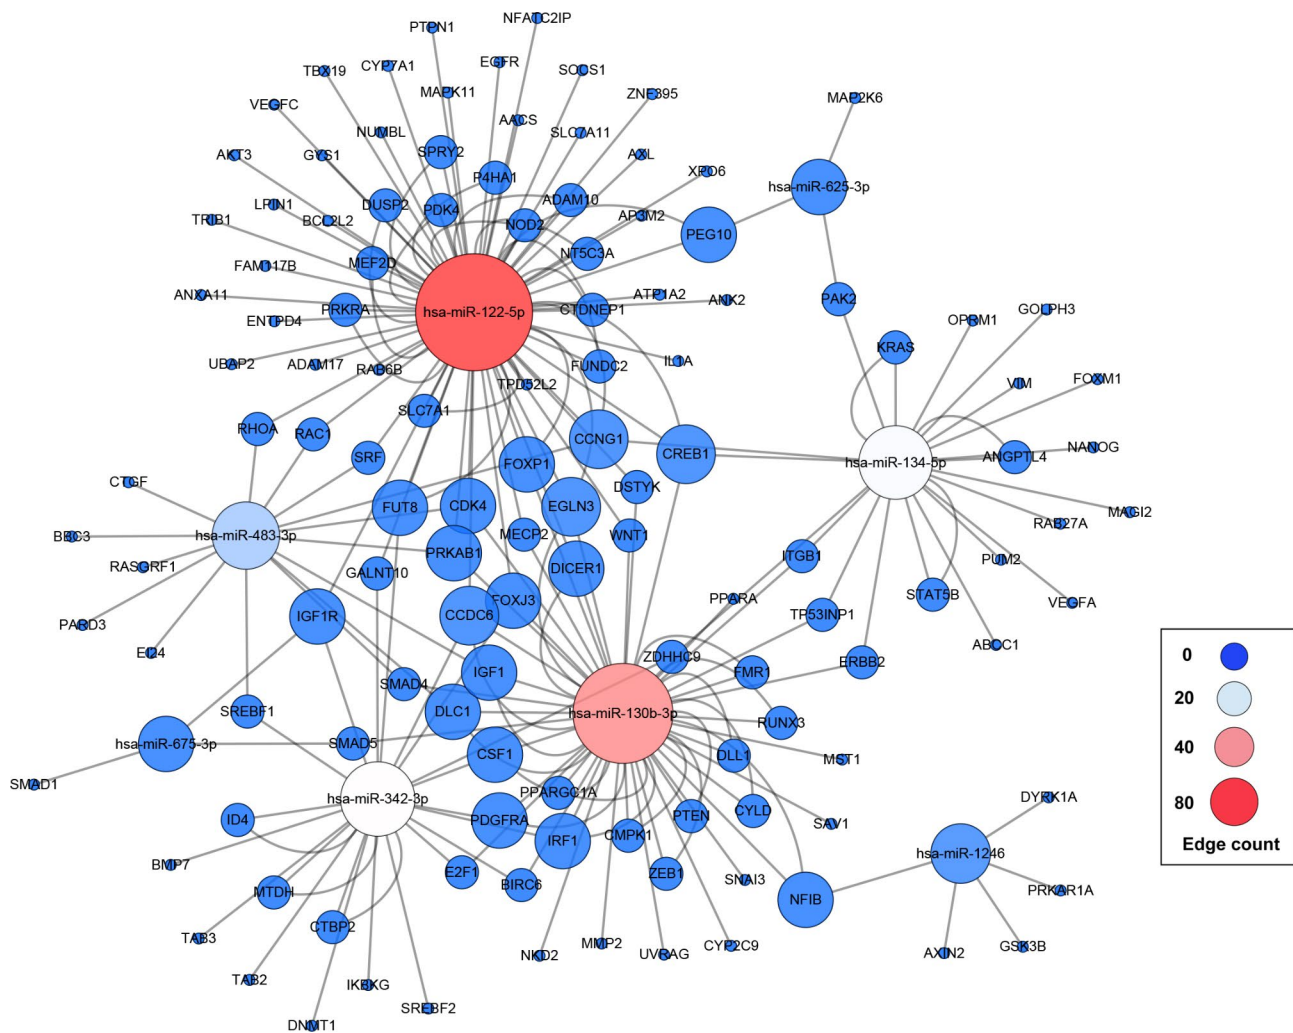 NFATC2IP
PTPN1
EGFR
CYP7A1
SOCS1
TBX19
MAPK11
ZNF395
MAP2K6
VEGFC
AACS
NUMBL
SLC7A11
SPRY2
GYS1
AKT3
AXL
XPO6
P4HA1
hsa-miR-625-3p
ADAM10
LPIN1
DUSP2
PDK4
AP3M2
TRIB1
BCL2L2
NOD2
PEG10
NT5C3A
MEF2D
FAM117B
ANXA11
ATP1A2
ANK2
PAK2
PRKRA
CTDNEP1
GOLPH3
hsa-miR-122-5p
ENTPD4
OPRM1
KRAS
UBAP2
ADAM17
RAB6B
FUNDC2
IL1A
TPD52L2
VIM
FOXM1
SLC7A1
RHOA
RAC1
CCNG1
NANOG
CREB1
ANGPTL4
SRF
FOXP1
hsa-miR-134-5p
CTGF
DSTYK
FUT8
CDK4
EGLN3
MAGI2
RAB27A
BBC3
hsa-miR-483-3p
MECP2
WNT1
PRKAB1
ITGB1
PUM2
RASGRF1
GALNT10
DICER1
STAT5B
PPARA
VEGFA
FOXJ3
IGF1R
CCDC6
TP53INP1
PARD3
ABCC1
EI24
ZDHHC9
0
ERBB2
IGF1
FMR1
SMAD4
20
SREBF1
DLC1
hsa-miR-130b-3p
RUNX3
hsa-miR-675-3p
SMAD5
40
CSF1
DLL1
MST1
SMAD1
PPARGC1A
hsa-miR-342-3p
DYRK1A
80
CYLD
PTEN
ID4
PDGFRA
SAV1
Edge count
CMPK1
IRF1
hsa-miR-1246
BMP7
E2F1
ZEB1
SNAI3
BIRC6
MTDH
PRKAR1A
NFIB
CTBP2
TAB3
MMP2
CYP2C9
GSK3B
NKD2
UVRAG
AXIN2
TAB2
IKBKG
SREBF2
DNMT1